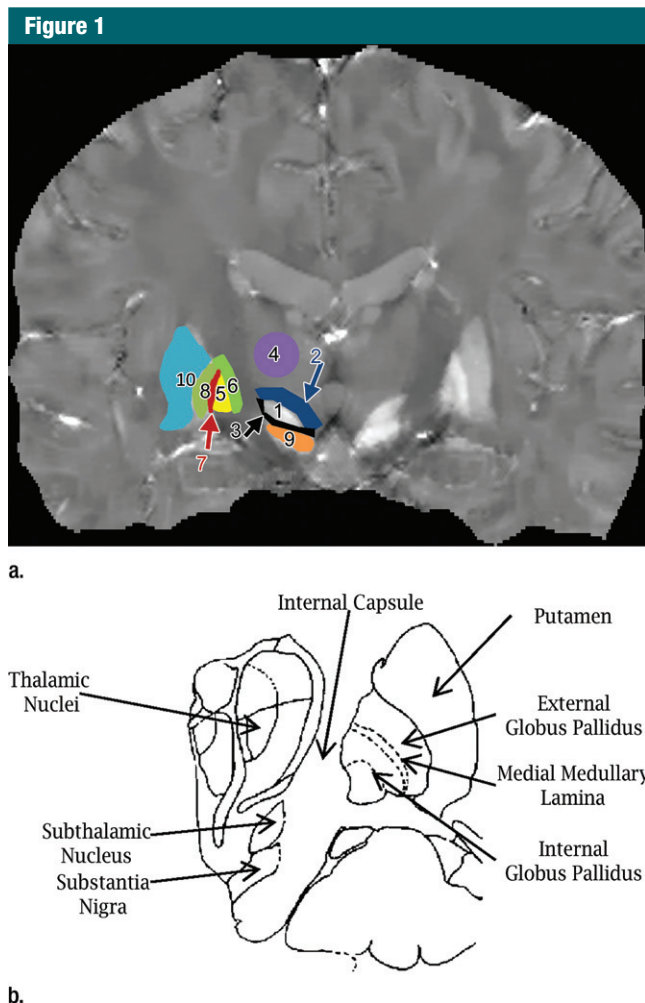 Figure 1
4
2
10
8
5
6
1
3
9
7
a.
Internal Capsule
Putamen
Thalamic
Nuclei
External
Globus Pallidus
Medial Medullary
Lamina
Subthalamic
Nucleus
Internal
Globus Pallidus
Substantia
Nigra
b.